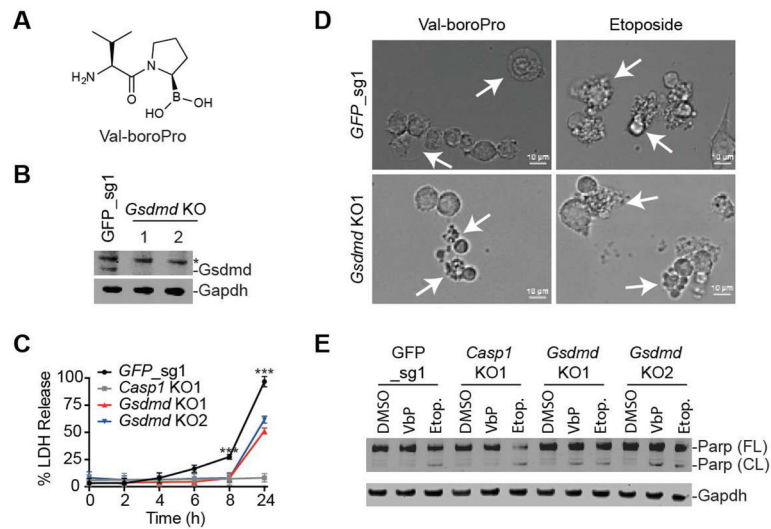 A
H₂N
O
N
B
OH
HO
Val-boroPro
B
GFP_sg1
Gsdmd KO
1 2
*
-Gsdmd
-Gapdh
C
GFP_sg1
Casp1 KO1
Gsdmd KO1
Gsdmd KO2
% LDH Release
100
75
50
25
0
***
***
0 2 4 6 8 24
Time (h)
D
Val-boroPro Etoposide
GFP_sg1
10 μm 10 μm
Gsdmd KO1
10 μm 10 μm
E
GFP Casp1 Gsdmd Gsdmd
_sg1 KO1 KO1 KO2
DMSO VbP Etop. DMSO VbP Etop. DMSO VbP Etop. DMSO VbP Etop.
-Parp (FL)
-Parp (CL)
-Gapdh